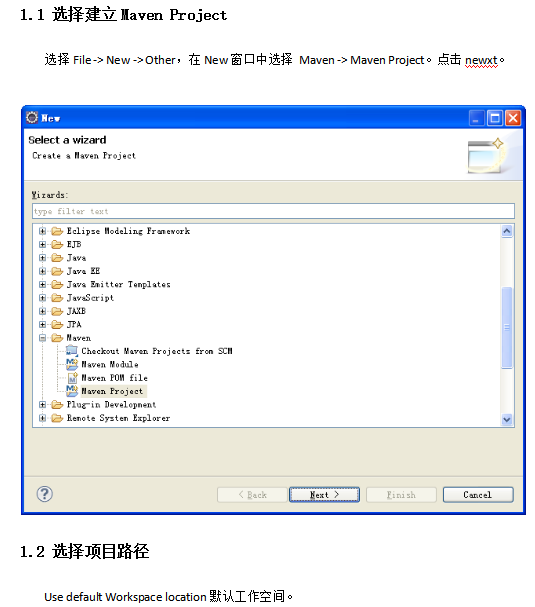 1.1 选择建立 Maven Project
选择 File -> New ->Other，在 New 窗口中选择 Maven -> Maven Project。点击 newxt。
New
Select a wizard
Create a Maven Project
Wizards:
type filter text
Eclipse Modeling Framework
EJB
Java
Java EE
Java Emitter Templates
JavaScript
JAXB
JPA
Maven
Checkout Maven Projects from SCM
Maven Module
Maven POM file
Maven Project
Plug-in Development
Remote System Explorer
?
< Back Next > Finish Cancel
1.2 选择项目路径
Use default Workspace location 默认工作空间。